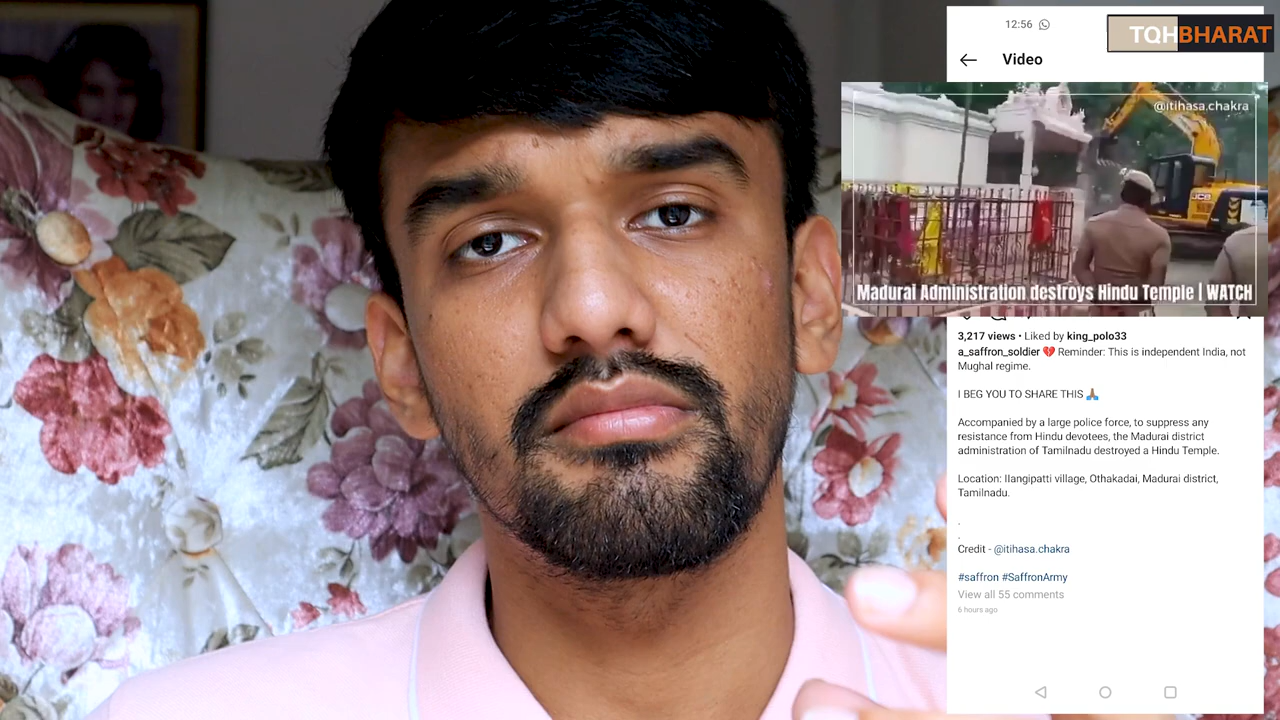 12:56
TQHBHARAT
Video
@itihasa.chakra
JCB
Madurai Administration destroys Hindu Temple | WATCH
3,217 views • Liked by king_polo33
a_saffron_soldier 💔 Reminder: This is independent India, not
Mughal regime.
I BEG YOU TO SHARE THIS 🙏🏽
Accompanied by a large police force, to suppress any
resistance from Hindu devotees, the Madurai district
administration of Tamilnadu destroyed a Hindu Temple.
Location: Ilangipatti village, Othakadai, Madurai district,
Tamilnadu.
.
.
Credit - @itihasa.chakra
#saffron #SaffronArmy
View all 55 comments
6 hours ago